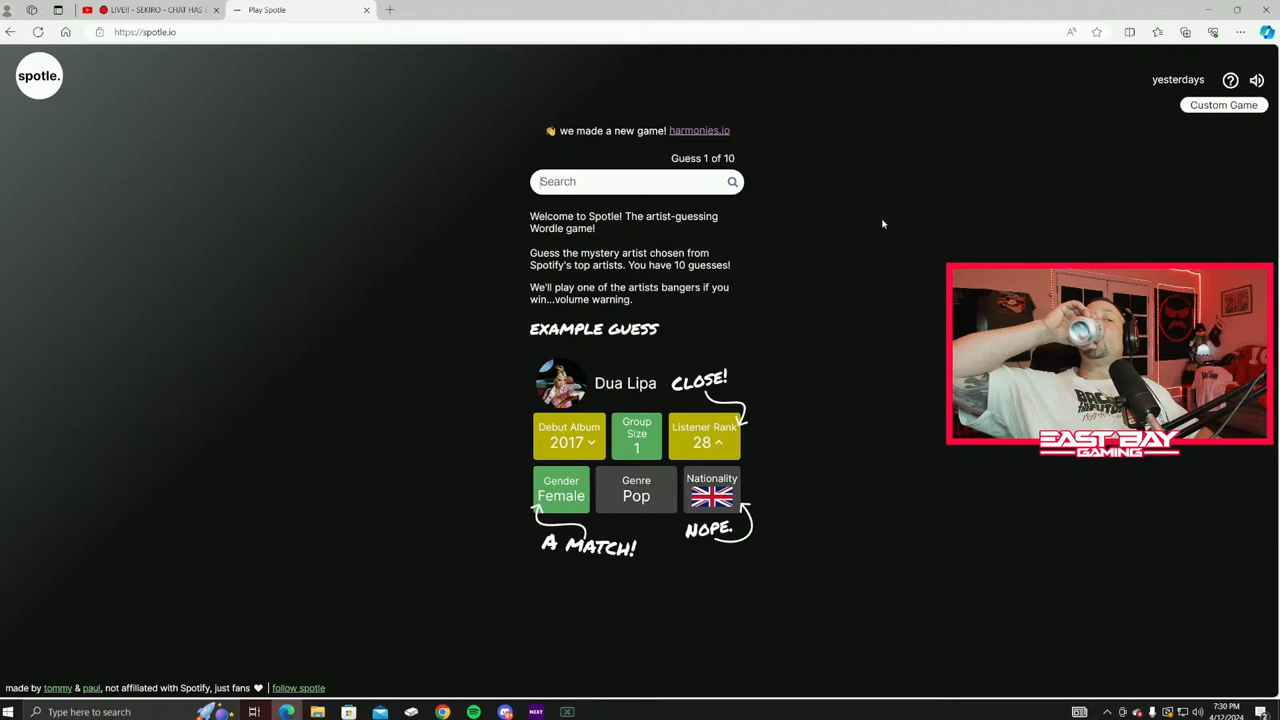 LIVE!! - SEKIRO - CHAT HAS
Play Spotle
https://spotle.io
spotle.
yesterdays
Custom Game
👋 we made a new game! harmonies.io
Guess 1 of 10
Search
Welcome to Spotle! The artist-guessing
Wordle game!
Guess the mystery artist chosen from
Spotify's top artists. You have 10 guesses!
We'll play one of the artists bangers if you
win...volume warning.
EXAMPLE GUESS
Dua Lipa
CLOSE!
Debut Album
2017
Group
Size
1
Listener Rank
28
Gender
Female
Genre
Pop
Nationality
A MATCH!
NOPE.
EAST BAY
GAMING
made by tommy & paul, not affiliated with Spotify, just fans ❤ | follow spotle
Type here to search
NZXT
7:30 PM
4/12/2024